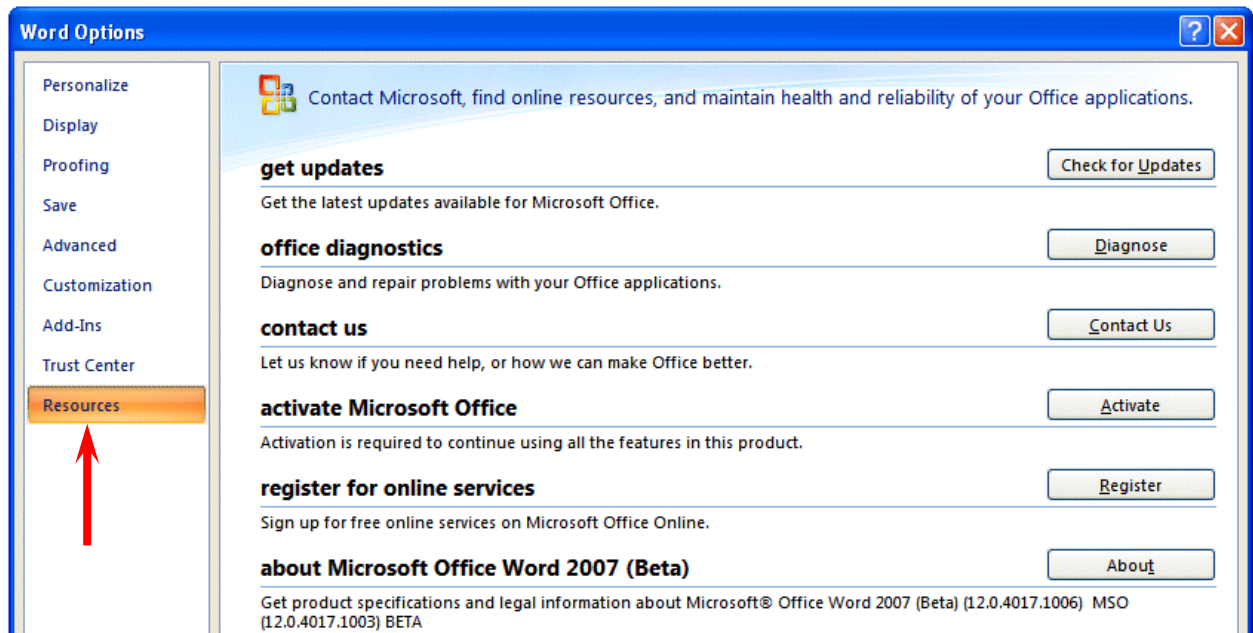 Word Options
Personalize
Display
Proofing
Save
Advanced
Customization
Add-Ins
Trust Center
Resources
Contact Microsoft, find online resources, and maintain health and reliability of your Office applications.
get updates
Check for Updates
Get the latest updates available for Microsoft Office.
office diagnostics
Diagnose
Diagnose and repair problems with your Office applications.
contact us
Contact Us
Let us know if you need help, or how we can make Office better.
activate Microsoft Office
Activate
Activation is required to continue using all the features in this product.
register for online services
Register
Sign up for free online services on Microsoft Office Online.
about Microsoft Office Word 2007 (Beta)
About
Get product specifications and legal information about Microsoft® Office Word 2007 (Beta) (12.0.4017.1006) MSO
(12.0.4017.1003) BETA